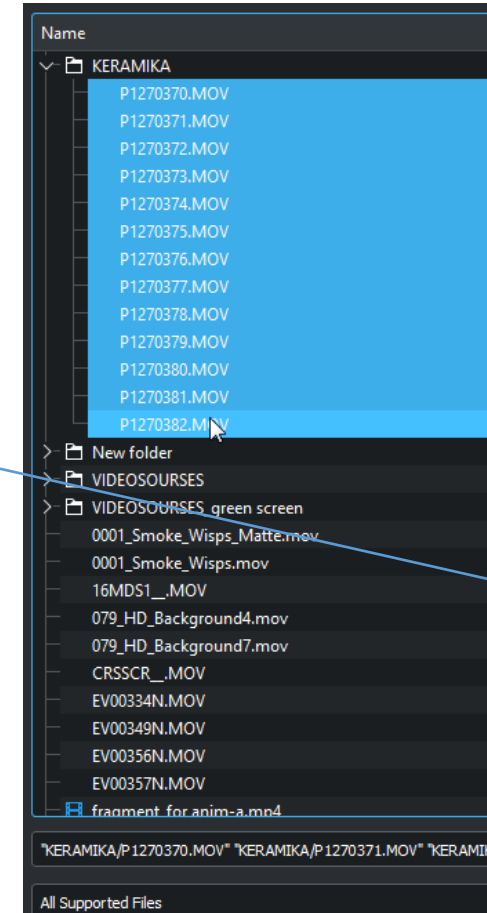 Name
KERAMIKA
P1270370.MOV
P1270371.MOV
P1270372.MOV
P1270373.MOV
P1270374.MOV
P1270375.MOV
P1270376.MOV
P1270377.MOV
P1270378.MOV
P1270379.MOV
P1270380.MOV
P1270381.MOV
P1270382.MOV
New folder
VIDEOSOURSES
VIDEOSOURSES_green screen
0001_Smoke_Wisps_Matte.mov
0001_Smoke_Wisps.mov
16MDS1__.MOV
079_HD_Background4.mov
079_HD_Background7.mov
CRSSCR__.MOV
EV00334N.MOV
EV00349N.MOV
EV00356N.MOV
EV00357N.MOV
fragment_for anim-a.mp4
"KERAMIKA/P1270370.MOV" "KERAMIKA/P1270371.MOV" "KERAMI
All Supported Files